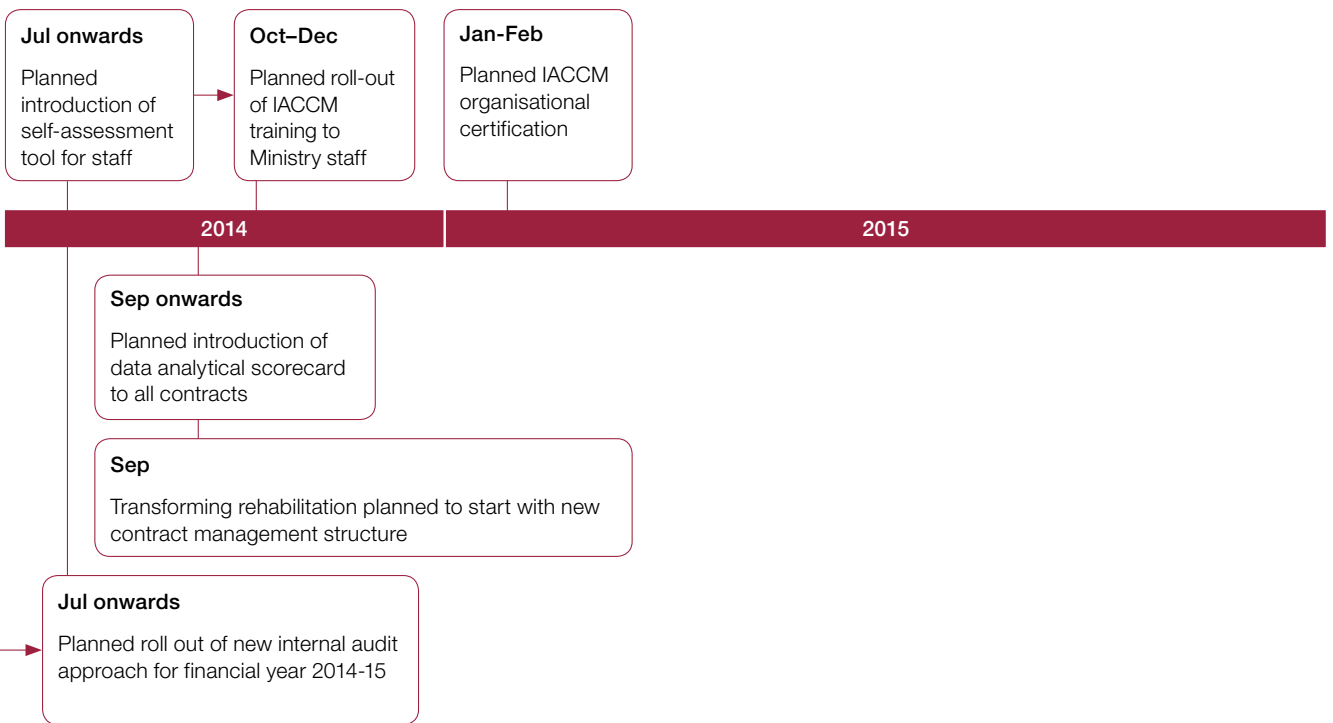 Jul onwards
Planned
introduction of
self-assessment
tool for staff
Oct–Dec
Planned roll-out
of IACCM
training to
Ministry staff
Jan-Feb
Planned IACCM
organisational
certification
2014
2015
Sep onwards
Planned introduction of
data analytical scorecard
to all contracts
Sep
Transforming rehabilitation planned to start with new
contract management structure
Jul onwards
Planned roll out of new internal audit
approach for financial year 2014-15